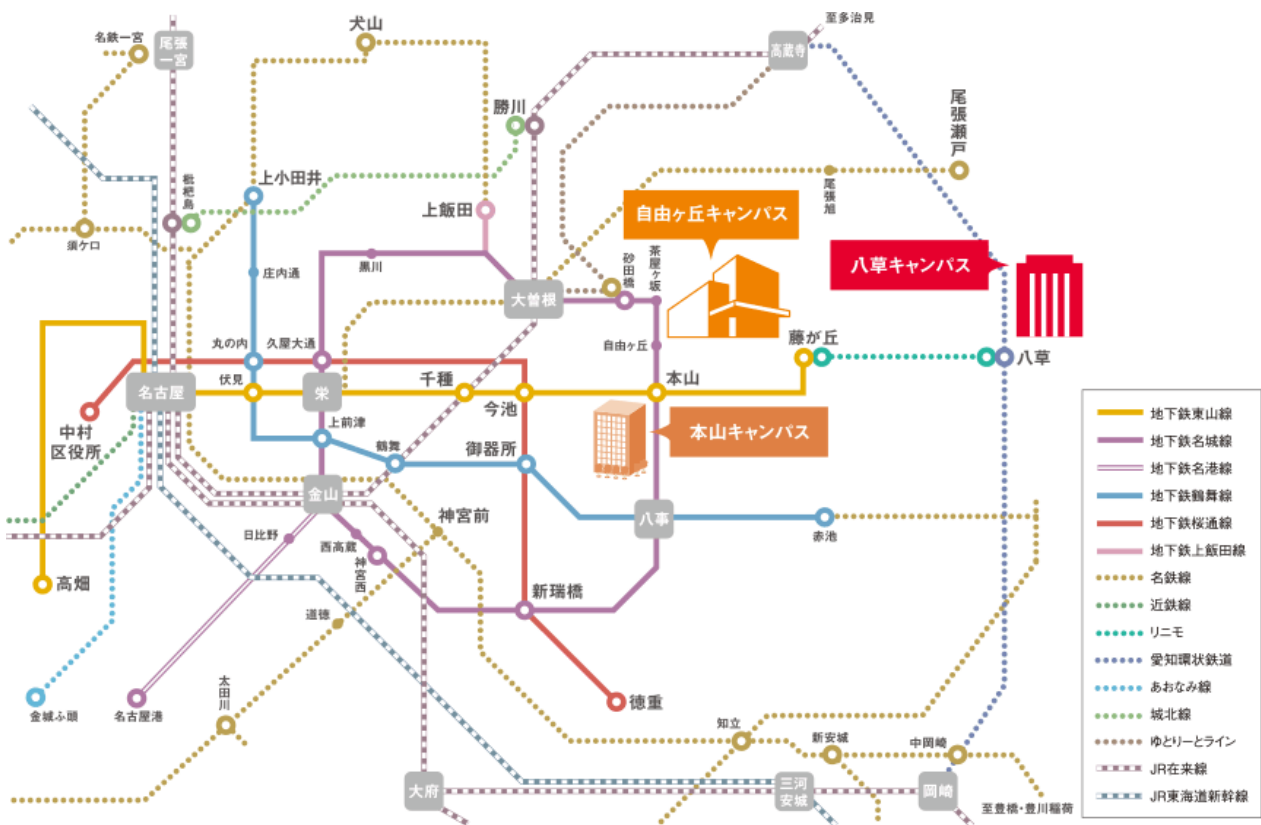 犬山
至多治見
名鉄一宮
尾張
一宮
高蔵寺
勝川
尾張瀬戸
枇杷島
上小田井
尾張旭
上飯田
自由ヶ丘キャンパス
須ケ口
黒川
砂田橋
茶屋ヶ坂
八草キャンパス
庄内通
大曽根
丸の内
久屋大通
自由ヶ丘
藤が丘
八草
名古屋
伏見
栄
千種
今池
本山
中村
区役所
上前津
鶴舞
御器所
本山キャンパス
金山
八事
神宮前
赤池
日比野
西高蔵
神宮西
高畑
新瑞橋
道徳
太田川
金城ふ頭
名古屋港
徳重
知立
新安城
中岡崎
大府
三河
安城
岡崎
至豊橋・豊川稲荷
地下鉄東山線
地下鉄名城線
地下鉄名港線
地下鉄鶴舞線
地下鉄桜通線
地下鉄上飯田線
名鉄線
近鉄線
リニモ
愛知環状鉄道
あおなみ線
城北線
ゆとりーとライン
JR在来線
JR東海道新幹線